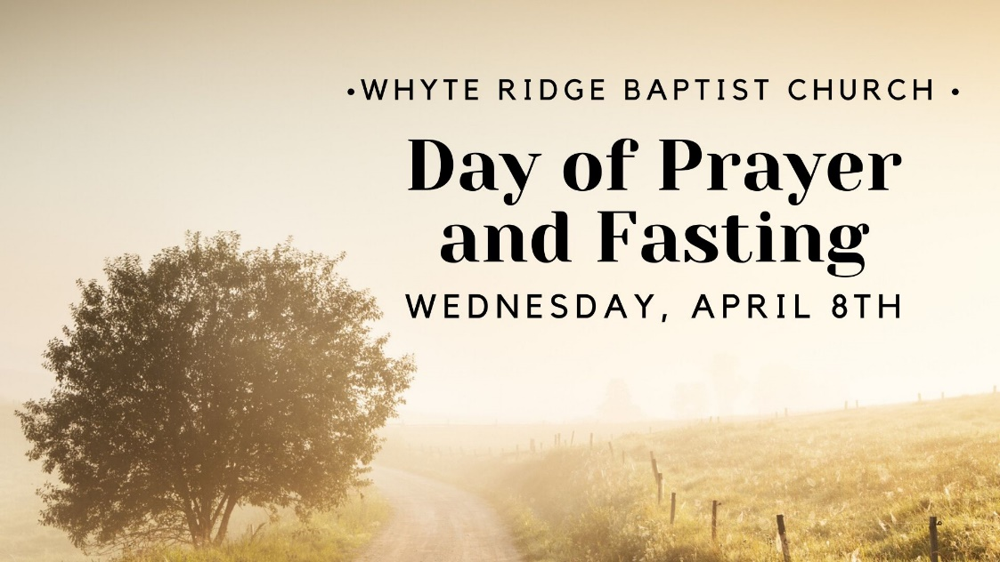 •WHYTE RIDGE BAPTIST CHURCH •
Day of Prayer
and Fasting
WEDNESDAY, APRIL 8TH